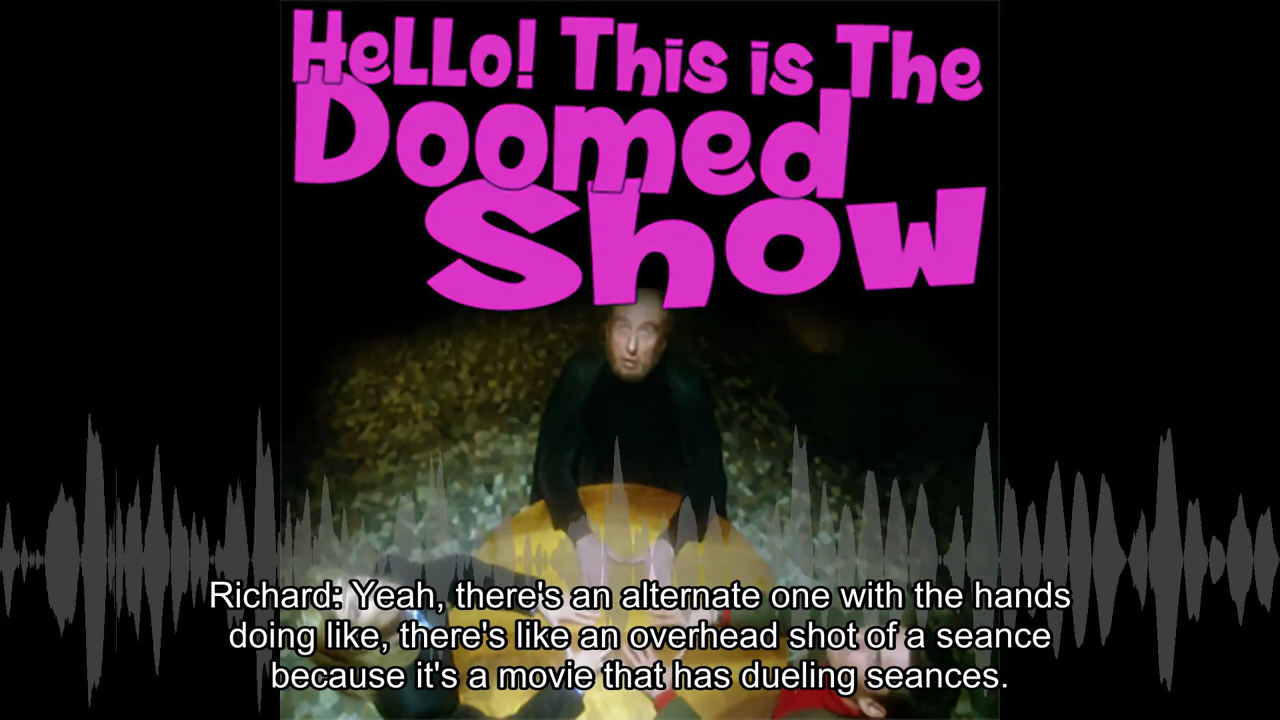 HeLLo! This is The
Doomed
Show
Richard: Yeah, there's an alternate one with the hands
doing like, there's like an overhead shot of a seance
because it's a movie that has dueling seances.